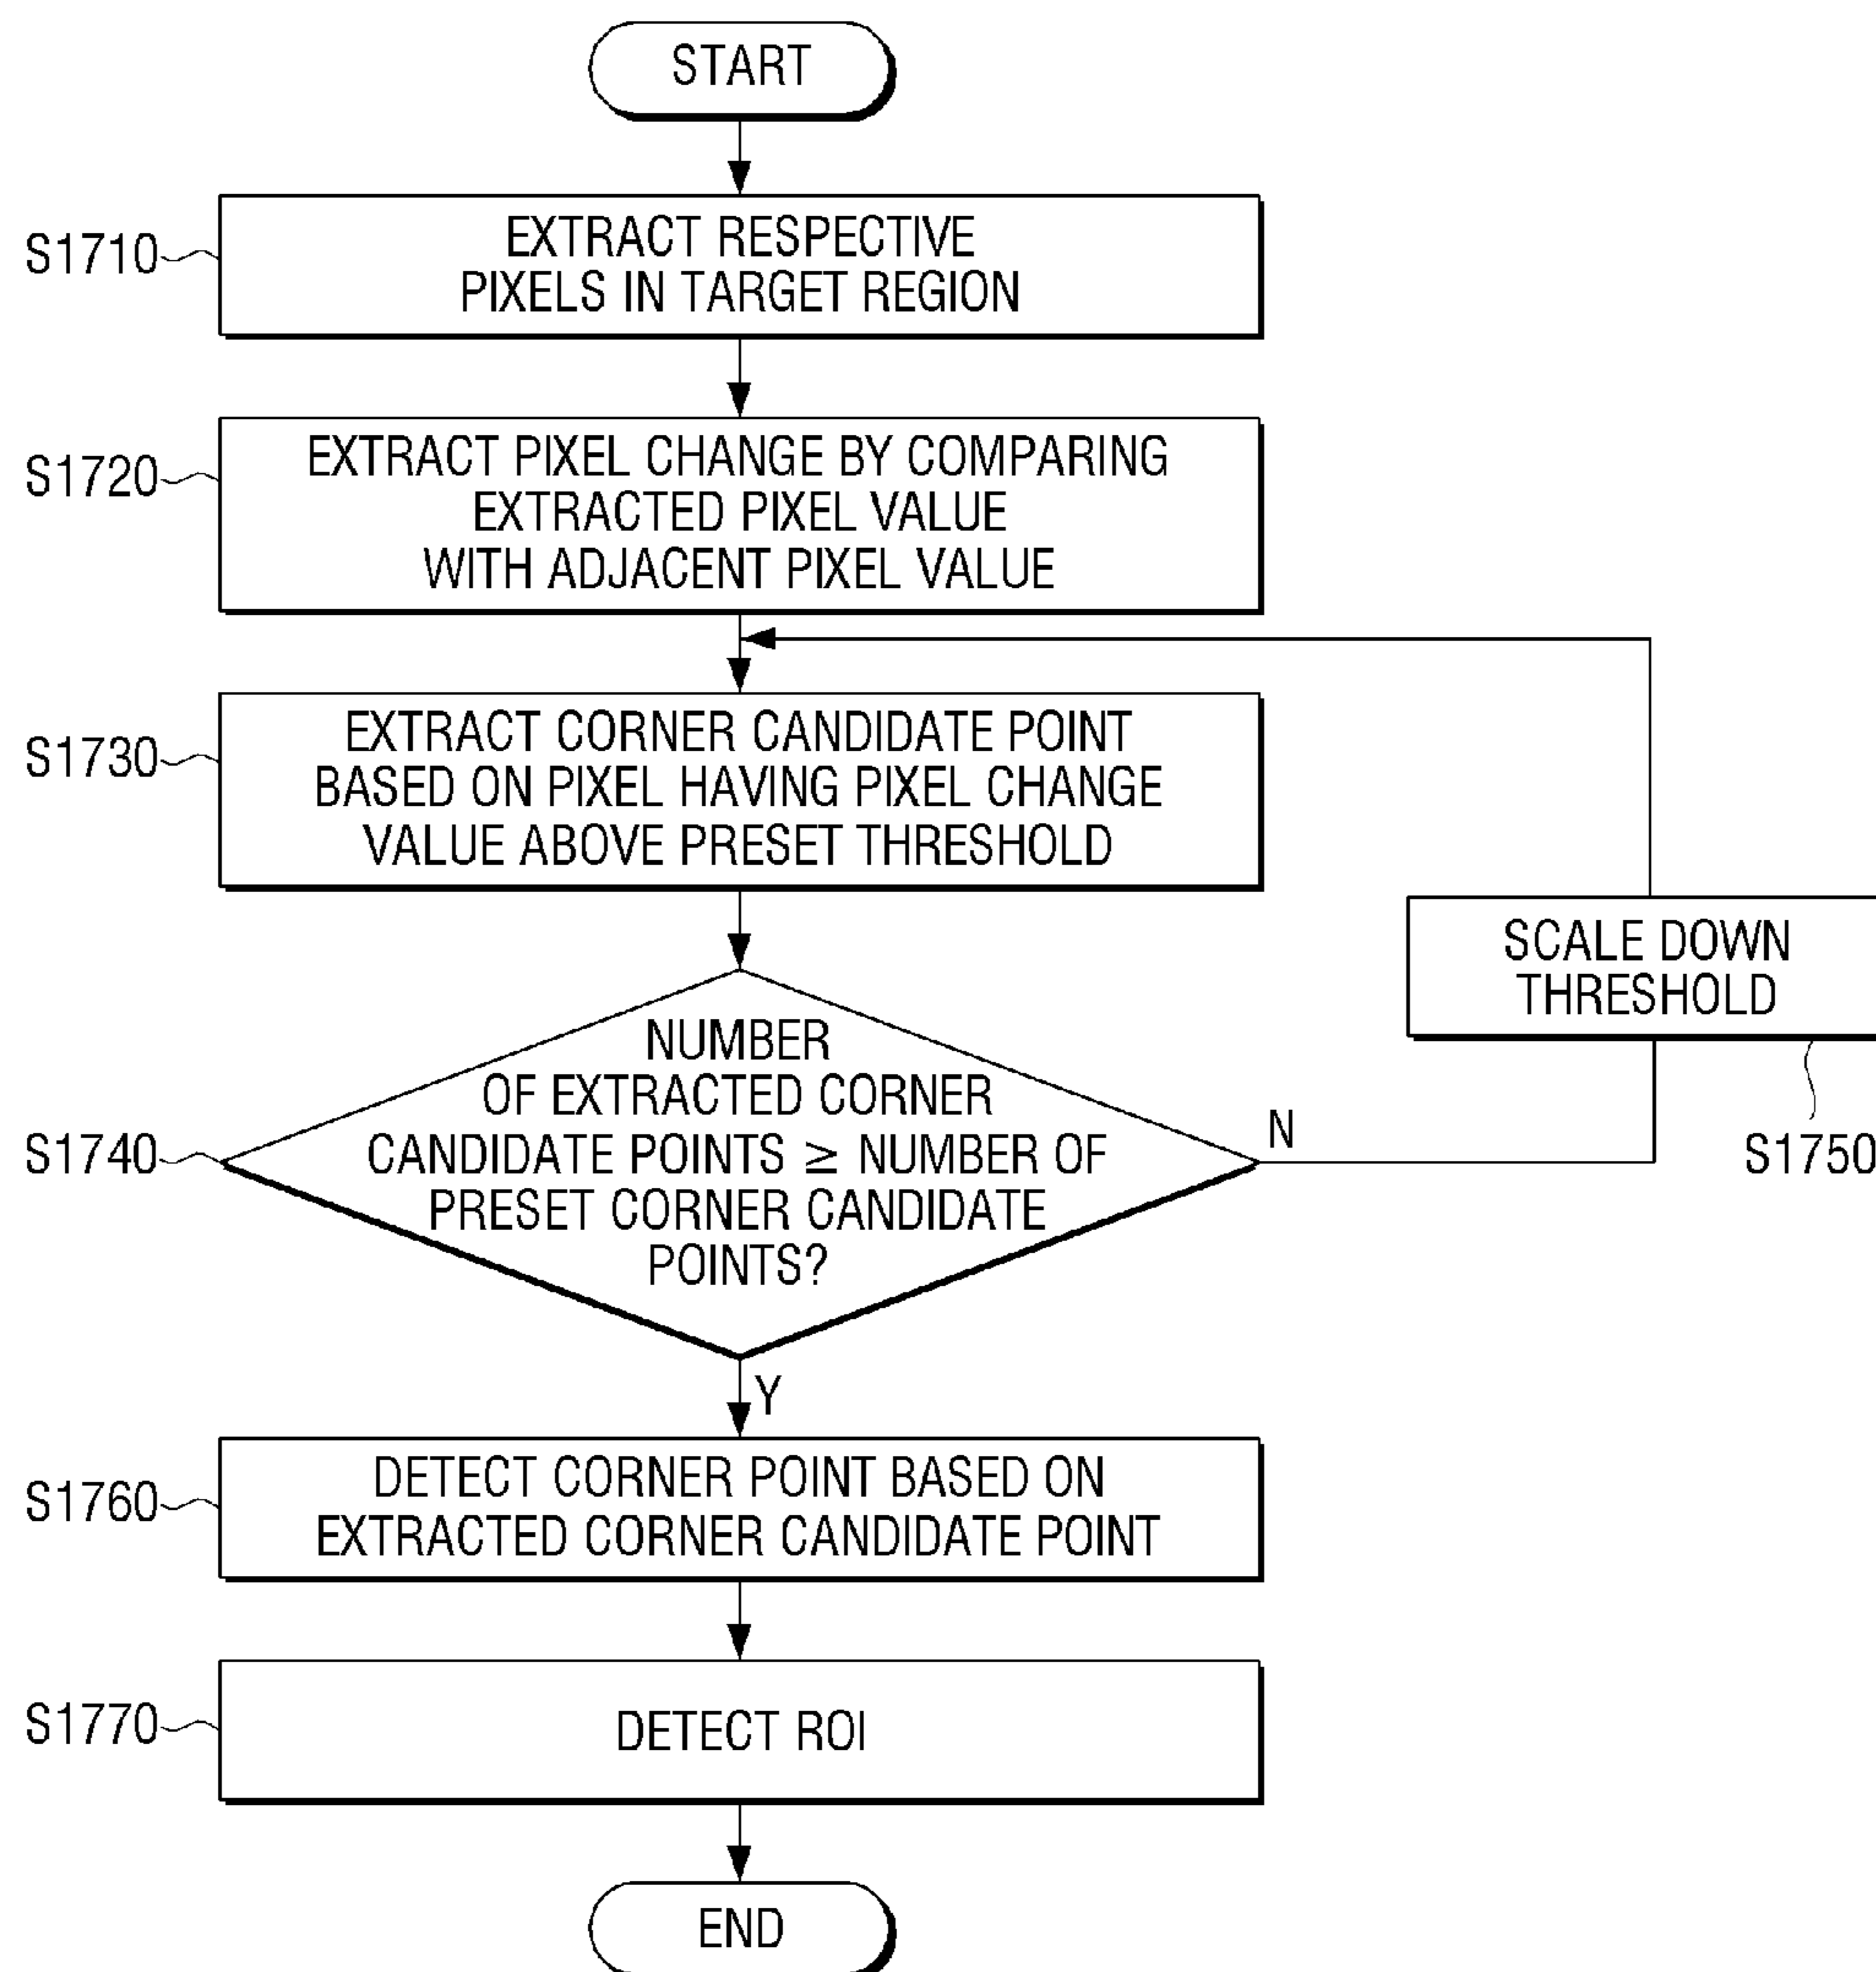 START
S1710
EXTRACT RESPECTIVE
PIXELS IN TARGET REGION
S1720
EXTRACT PIXEL CHANGE BY COMPARING
EXTRACTED PIXEL VALUE
WITH ADJACENT PIXEL VALUE
S1730
EXTRACT CORNER CANDIDATE POINT
BASED ON PIXEL HAVING PIXEL CHANGE
VALUE ABOVE PRESET THRESHOLD
SCALE DOWN
THRESHOLD
S1750
S1740
NUMBER
OF EXTRACTED CORNER
CANDIDATE POINTS ≥ NUMBER OF
PRESET CORNER CANDIDATE
POINTS?
N
Y
S1760
DETECT CORNER POINT BASED ON
EXTRACTED CORNER CANDIDATE POINT
S1770
DETECT ROI
END